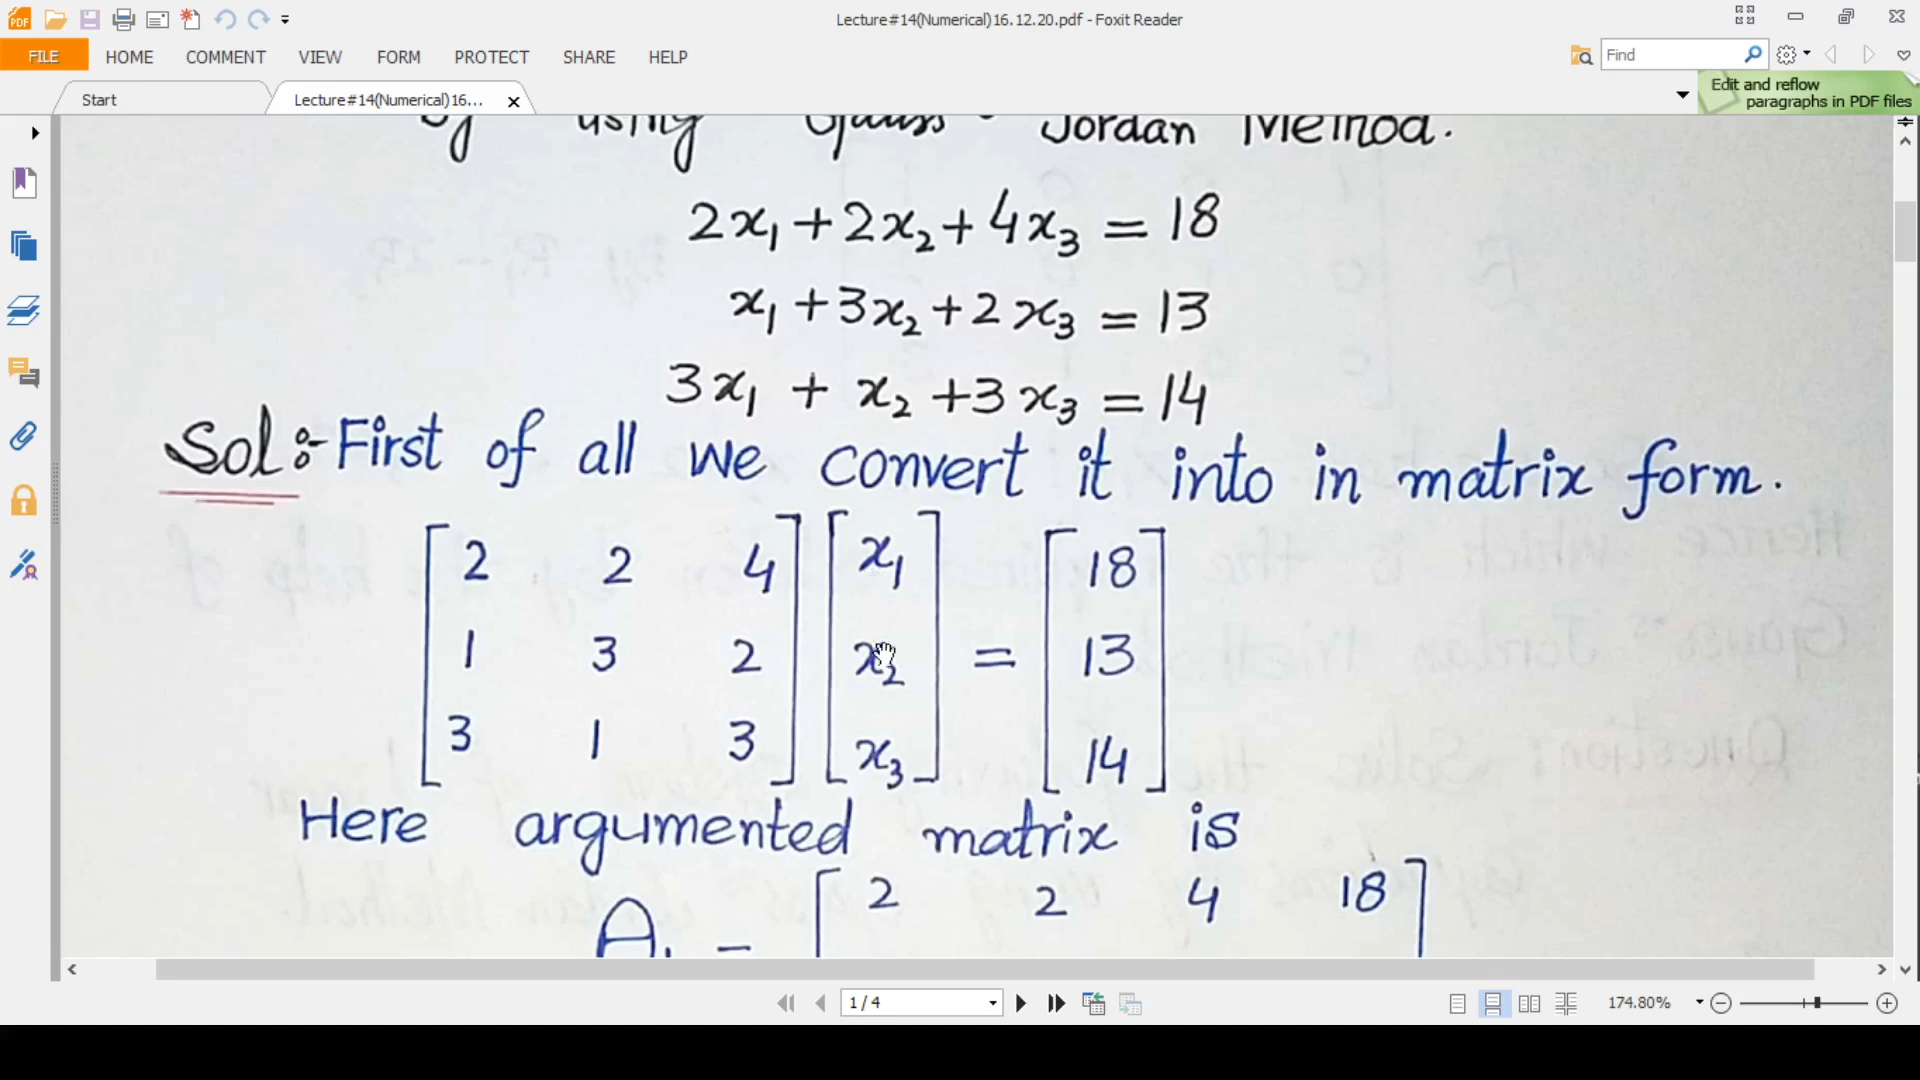 Lecture#14(Numerical)16.12.20.pdf - Foxit Reader
FILE HOME COMMENT VIEW FORM PROTECT SHARE HELP
Find
Start Lecture#14(Numerical)16...
Edit and reflow
paragraphs in PDF files
by using Gauss - Jordan Method.
2x₁ + 2x₂ + 4x₃ = 18
x₁ + 3x₂ + 2x₃ = 13
3x₁ + x₂ + 3x₃ = 14
Sol:- First of all we convert it into in matrix form.
2 2 4 x₁ 18
1 3 2 x₂ = 13
3 1 3 x₃ 14
Here argumented matrix is
2 2 4 18
1 / 4
174.80%